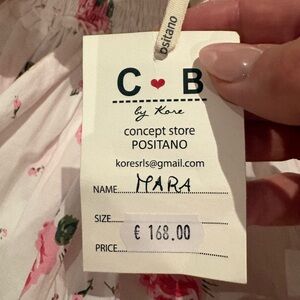 ositano
C ❤ B
by Kore
concept store
POSITANO
koresrls@gmail.com
NAME MARA
SIZE
€ 168.00
PRICE